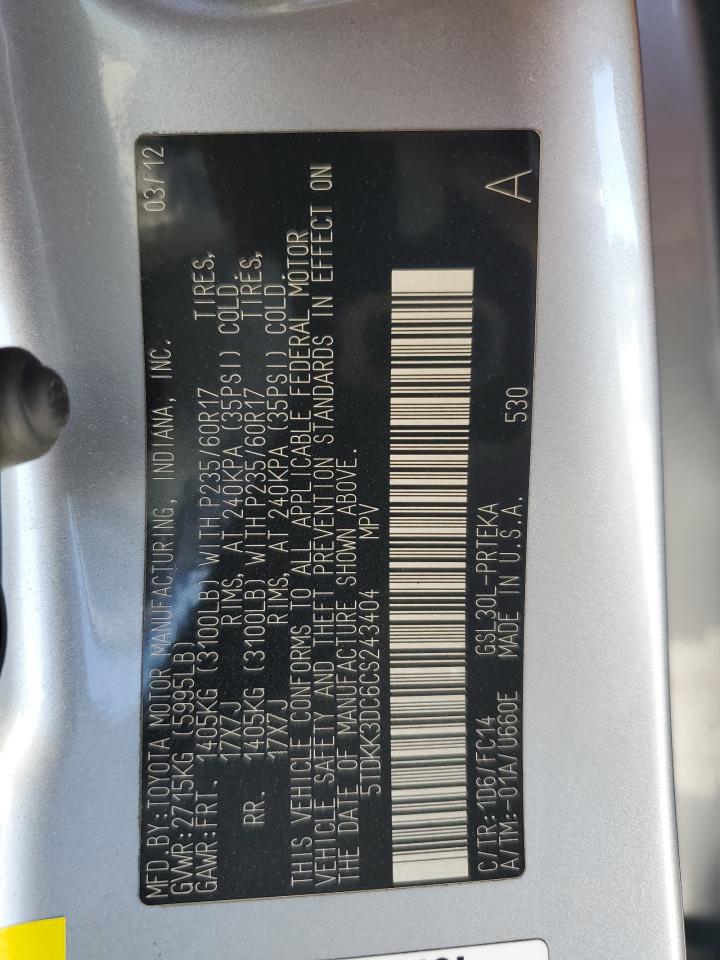 MFD.BY:TOYOTA MOTOR MANUFACTURING, INDIANA, INC. 03/12
GVWR:2715KG (5995LB)
GAWR:FRT. 1405KG (3100LB) WITH P235/60R17 TIRES,
17X7J RIMS, AT 240KPA (35PSI) COLD.
RR. 1405KG (3100LB) WITH P235/60R17 TIRES,
17X7J RIMS, AT 240KPA (35PSI) COLD.
THIS VEHICLE CONFORMS TO ALL APPLICABLE FEDERAL MOTOR
VEHICLE SAFETY AND THEFT PREVENTION STANDARDS IN EFFECT ON
THE DATE OF MANUFACTURE SHOWN ABOVE.
5TDKK3DC6CS243404 MPV
C/TR:1D6/FC14 GSL30L-PRTEKA 530
A/TM:-01A/U660E MADE IN U.S.A. A